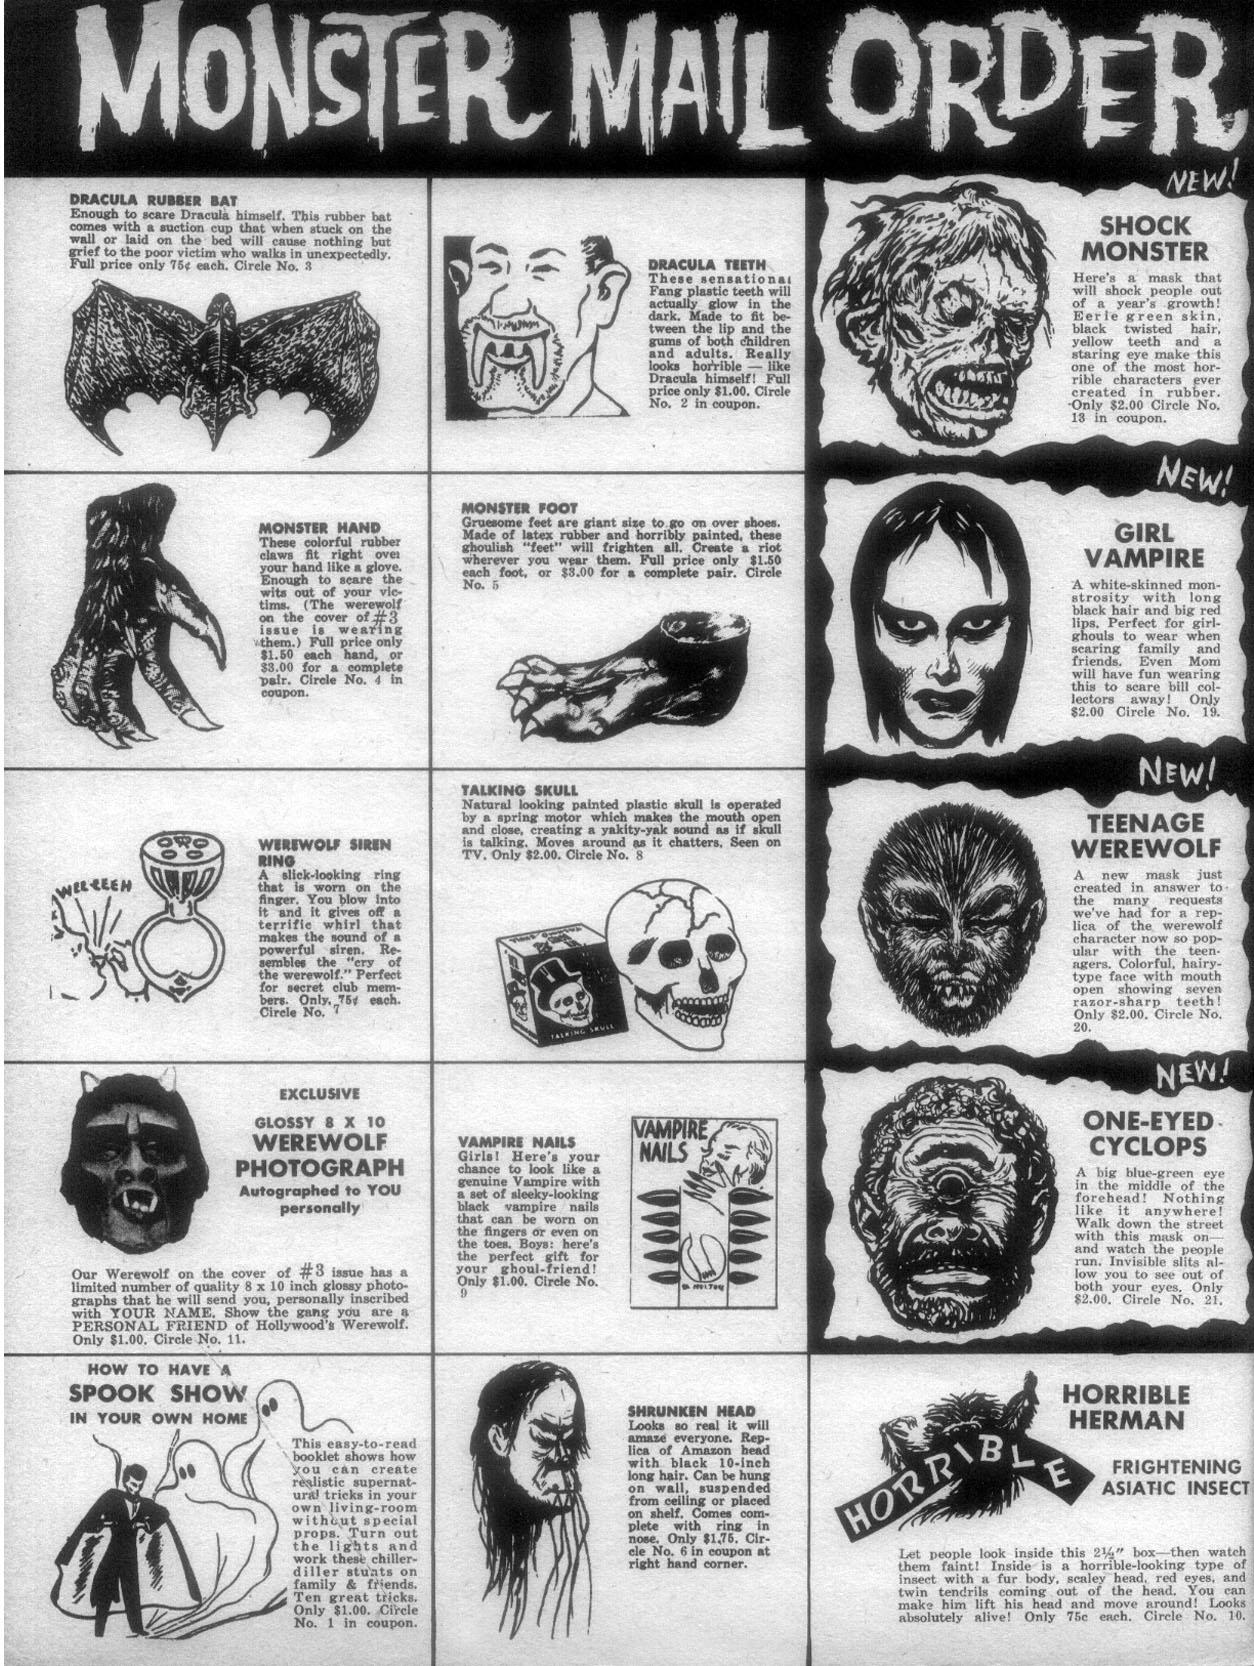 MONSTER MAIL ORDER
DRACULA RUBBER BAT
Enough to scare Dracula himself. This rubber bat
comes with a suction cup that when stuck on the
wall or laid on the bed will cause nothing but
grief to the poor victim who walks in unexpectedly.
Full price only 75¢ each. Circle No. 3
DRACULA TEETH
These sensational
Fang plastic teeth will
actually glow in the
dark. Made to fit be-
tween the lip and the
gums of both children
and adults. Really
looks horrible — like
Dracula himself! Full
price only $1.00. Circle
No. 2 in coupon.
NEW!
SHOCK
MONSTER
Here's a mask that
will shock people out
of a year's growth!
Eerie green skin,
black twisted hair,
yellow teeth and a
staring eye make this
one of the most hor-
rible characters ever
created in rubber.
Only $2.00 Circle No.
13 in coupon.
MONSTER HAND
These colorful rubber
claws fit right over
your hand like a glove.
Enough to scare the
wits out of your vic-
tims. (The werewolf
on the cover of #3
issue is wearing
them.) Full price only
$1.50 each hand, or
$3.00 for a complete
pair. Circle No. 4 in
coupon.
MONSTER FOOT
Gruesome feet are giant size to go on over shoes.
Made of latex rubber and horribly painted, these
ghoulish "feet" will frighten all. Create a riot
wherever you wear them. Full price only $1.50
each foot, or $3.00 for a complete pair. Circle
No. 5
NEW!
GIRL
VAMPIRE
A white-skinned mon-
strosity with long
black hair and big red
lips. Perfect for girl-
ghouls to wear when
scaring family and
friends. Even Mom
will have fun wearing
this to scare bill col-
lectors away! Only
$2.00 Circle No. 19.
WEE-EEEH
WEREWOLF SIREN
RING
A slick-looking ring
that is worn on the
finger. You blow into
it and it gives off a
terrific whirl that
makes the sound of a
powerful siren. Re-
sembles the "cry of
the werewolf." Perfect
for secret club mem-
bers. Only, 75¢ each.
Circle No. 7
TALKING SKULL
Natural looking painted plastic skull is operated
by a spring motor which makes the mouth open
and close, creating a yakity-yak sound as if skull
is talking. Moves around as it chatters. Seen on
TV. Only $2.00. Circle No. 8
TALKING SKULL
NEW!
TEENAGE
WEREWOLF
A new mask just
created in answer to
the many requests
we've had for a rep-
lica of the werewolf
character now so pop-
ular with the teen-
agers. Colorful, hairy-
type face with mouth
open showing seven
razor-sharp teeth!
Only $2.00. Circle No.
20.
EXCLUSIVE
GLOSSY 8 X 10
WEREWOLF
PHOTOGRAPH
Autographed to YOU
personally
Our Werewolf on the cover of #3 issue has a
limited number of quality 8 x 10 inch glossy photo-
graphs that he will send you, personally inscribed
with YOUR NAME. Show the gang you are a
PERSONAL FRIEND of Hollywood's Werewolf.
Only $1.00. Circle No. 11.
VAMPIRE NAILS
Girls! Here's your
chance to look like a
genuine Vampire with
a set of sleeky-looking
black vampire nails
that can be worn on
the fingers or even on
the toes. Boys: here's
the perfect gift for
your ghoul-friend!
Only $1.00. Circle No.
9
VAMPIRE
NAILS
NEW!
ONE-EYED
CYCLOPS
A big blue-green eye
in the middle of the
forehead! Nothing
like it anywhere!
Walk down the street
with this mask on—
and watch the people
run. Invisible slits al-
low you to see out of
both your eyes. Only
$2.00. Circle No. 21.
HOW TO HAVE A
SPOOK SHOW
IN YOUR OWN HOME
This easy-to-read
booklet shows how
you can create
realistic supernat-
ural tricks in your
own living-room
without special
props. Turn out
the lights and
work these chiller-
diller stunts on
family & friends.
Ten great tricks.
Only $1.00. Circle
No. 1 in coupon.
SHRUNKEN HEAD
Looks so real it will
amaze everyone. Rep-
lica of Amazon head
with black 10-inch
long hair. Can be hung
on wall, suspended
from ceiling or placed
on shelf. Comes com-
plete with ring in
nose. Only $1.75. Cir-
cle No. 6 in coupon at
right hand corner.
HORRIBLE
HORRIBLE
HERMAN
FRIGHTENING
ASIATIC INSECT
Let people look inside this 2½" box—then watch
them faint! Inside is a horrible-looking type of
insect with a fur body, scaley head, red eyes, and
twin tendrils coming out of the head. You can
make him lift his head and move around! Looks
absolutely alive! Only 75c each. Circle No. 10.